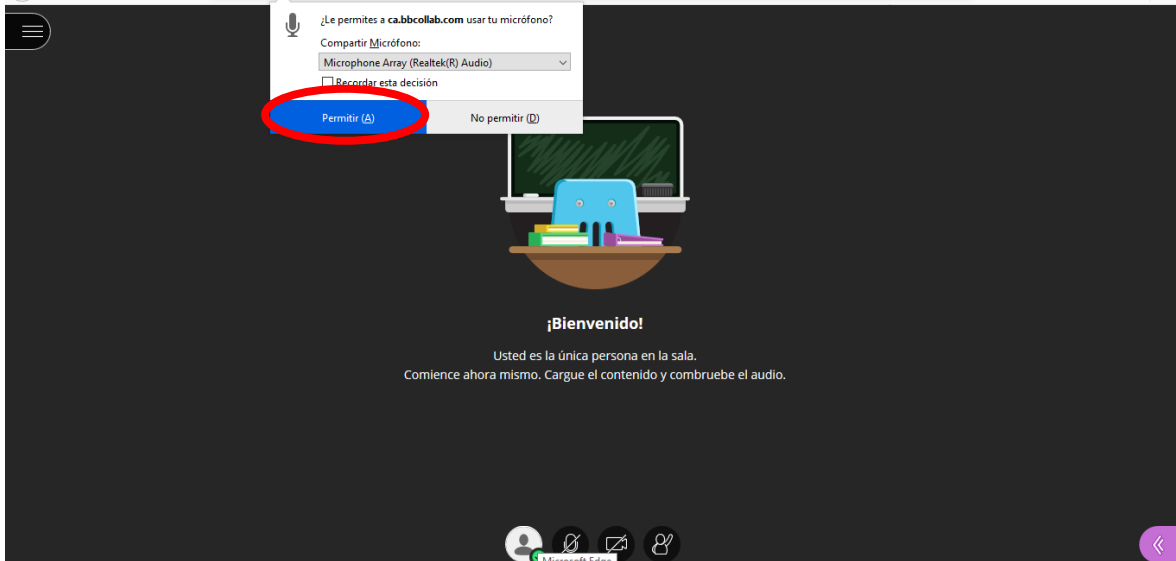 ¿Le permites a ca.bbcollab.com usar tu micrófono?
Compartir Micrófono:
Microphone Array (Realtek(R) Audio)
Recordar esta decisión
Permitir (A)
No permitir (D)
¡Bienvenido!
Usted es la única persona en la sala.
Comience ahora mismo. Cargue el contenido y combruebe el audio.
Microsoft Edge